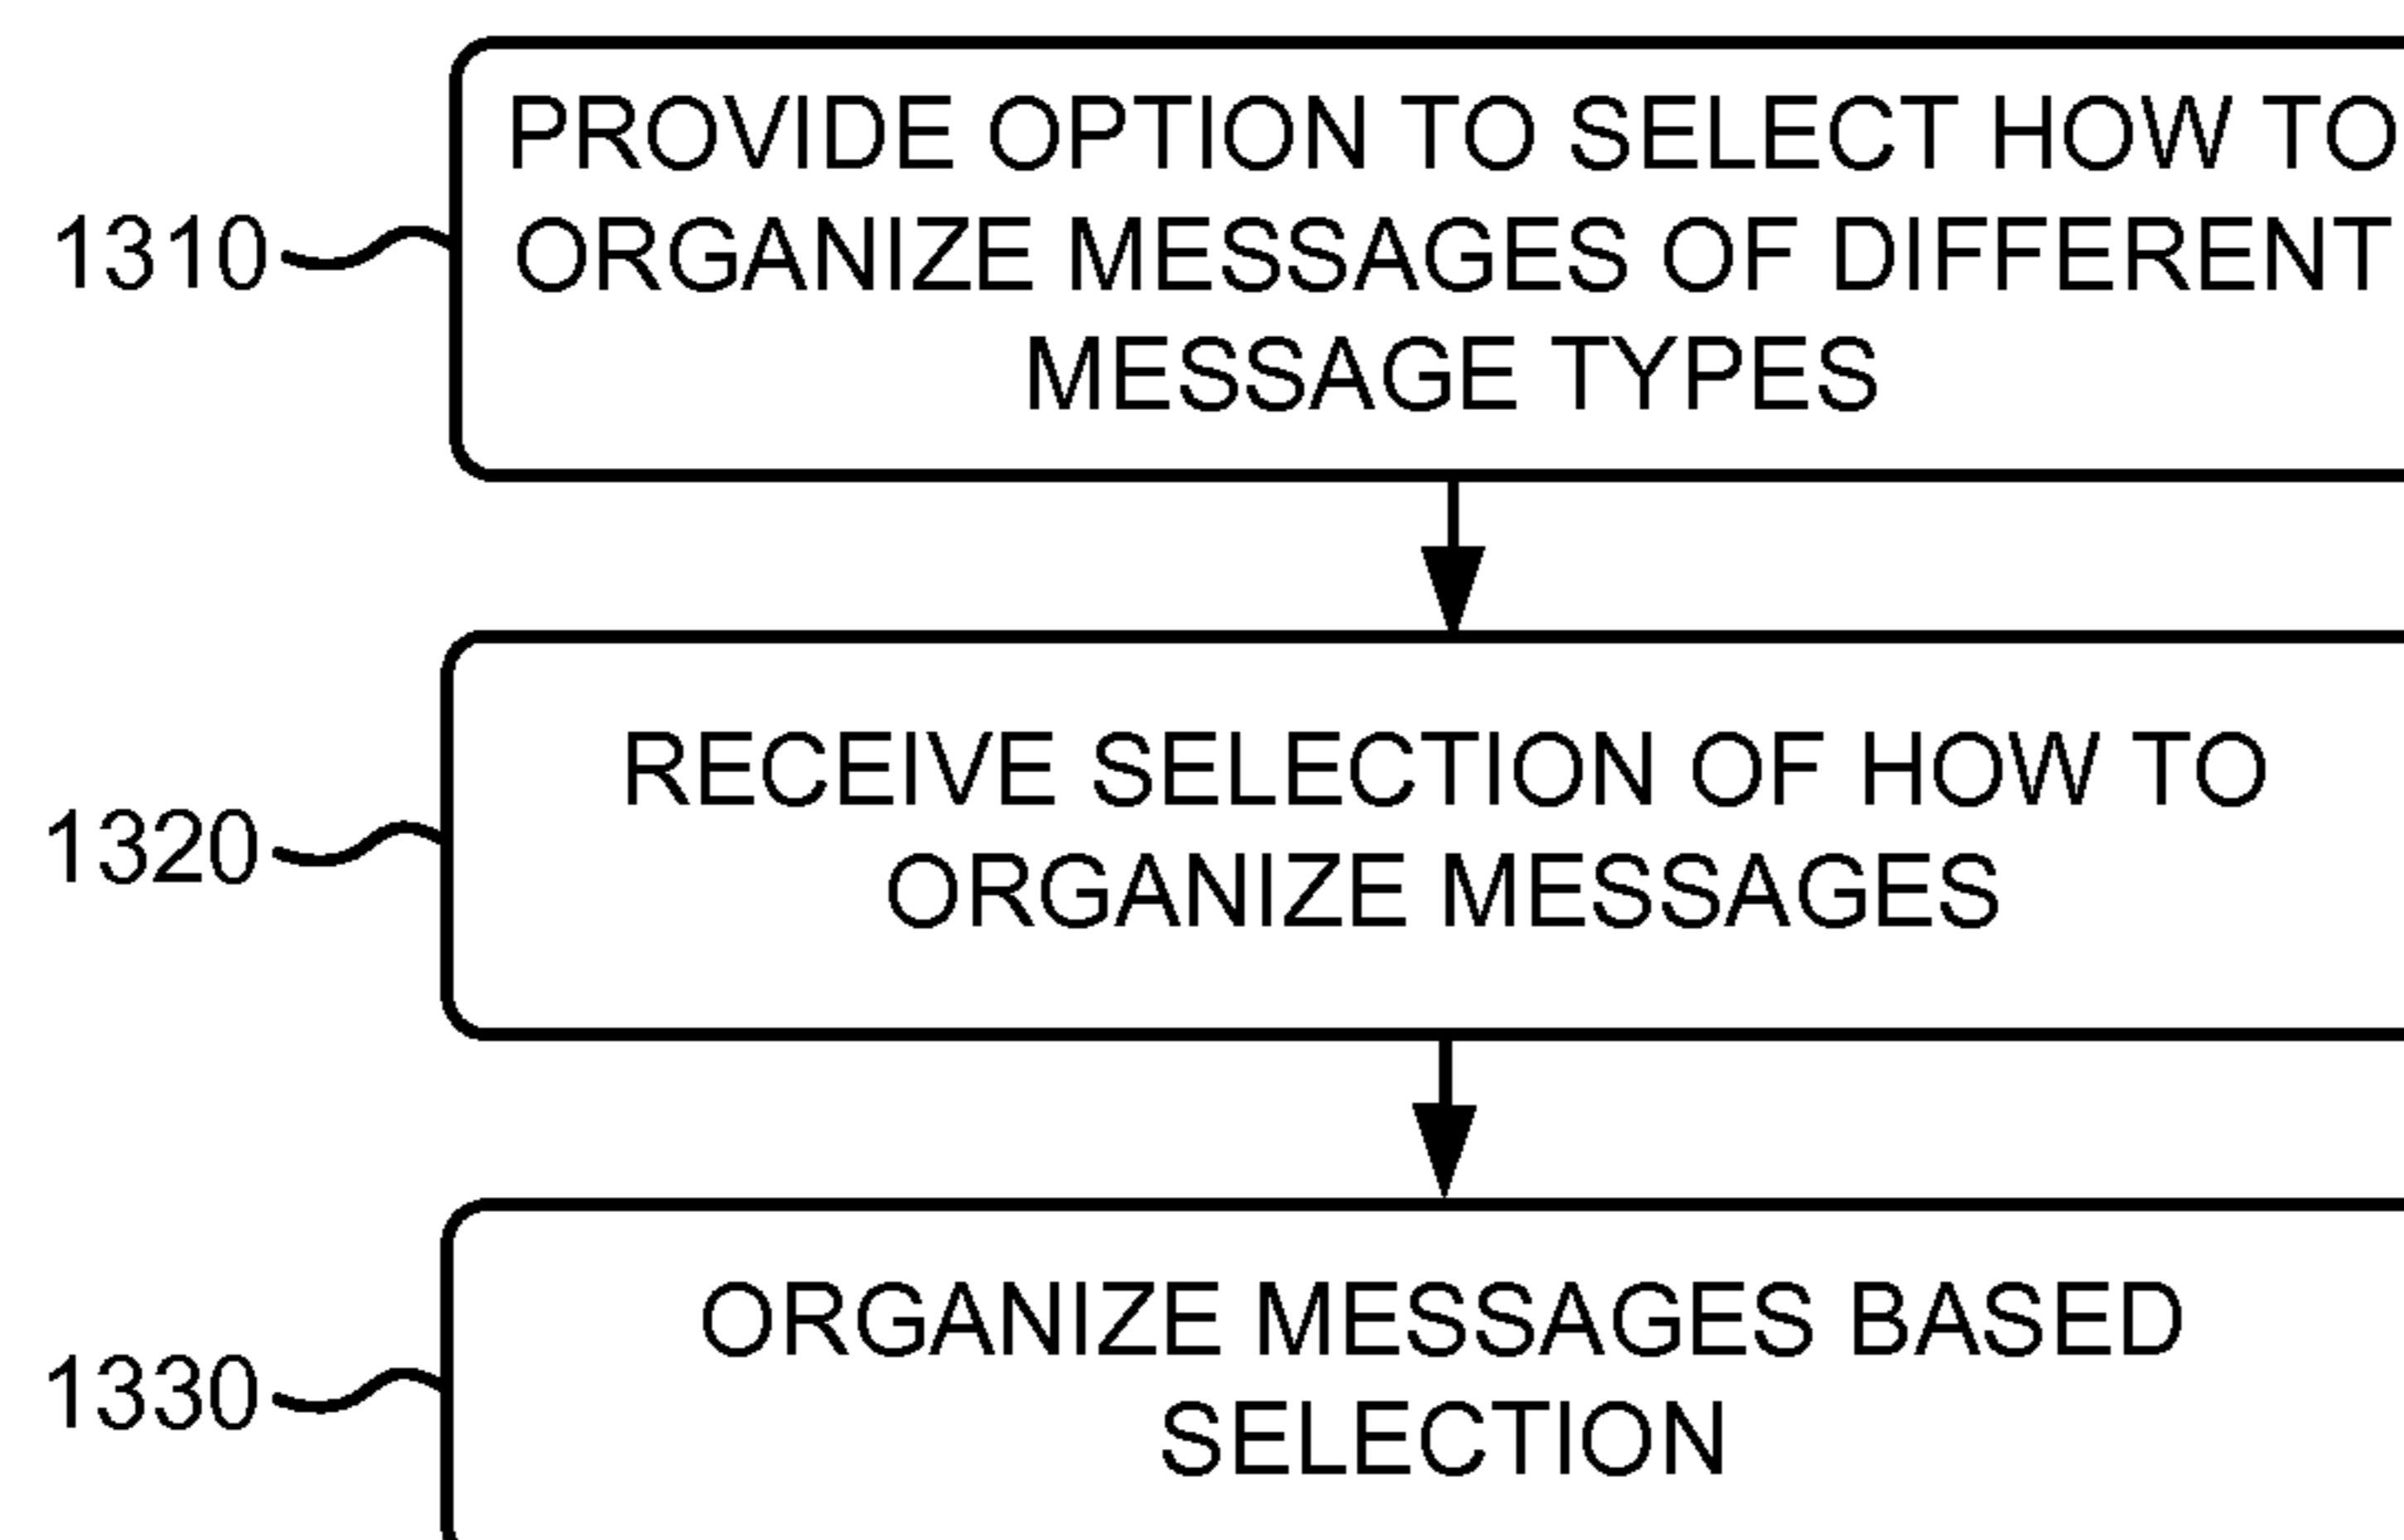 PROVIDE OPTION TO SELECT HOW TO
1310 ORGANIZE MESSAGES OF DIFFERENT
MESSAGE TYPES
RECEIVE SELECTION OF HOW TO
1320
ORGANIZE MESSAGES
ORGANIZE MESSAGES BASED
1330
SELECTION